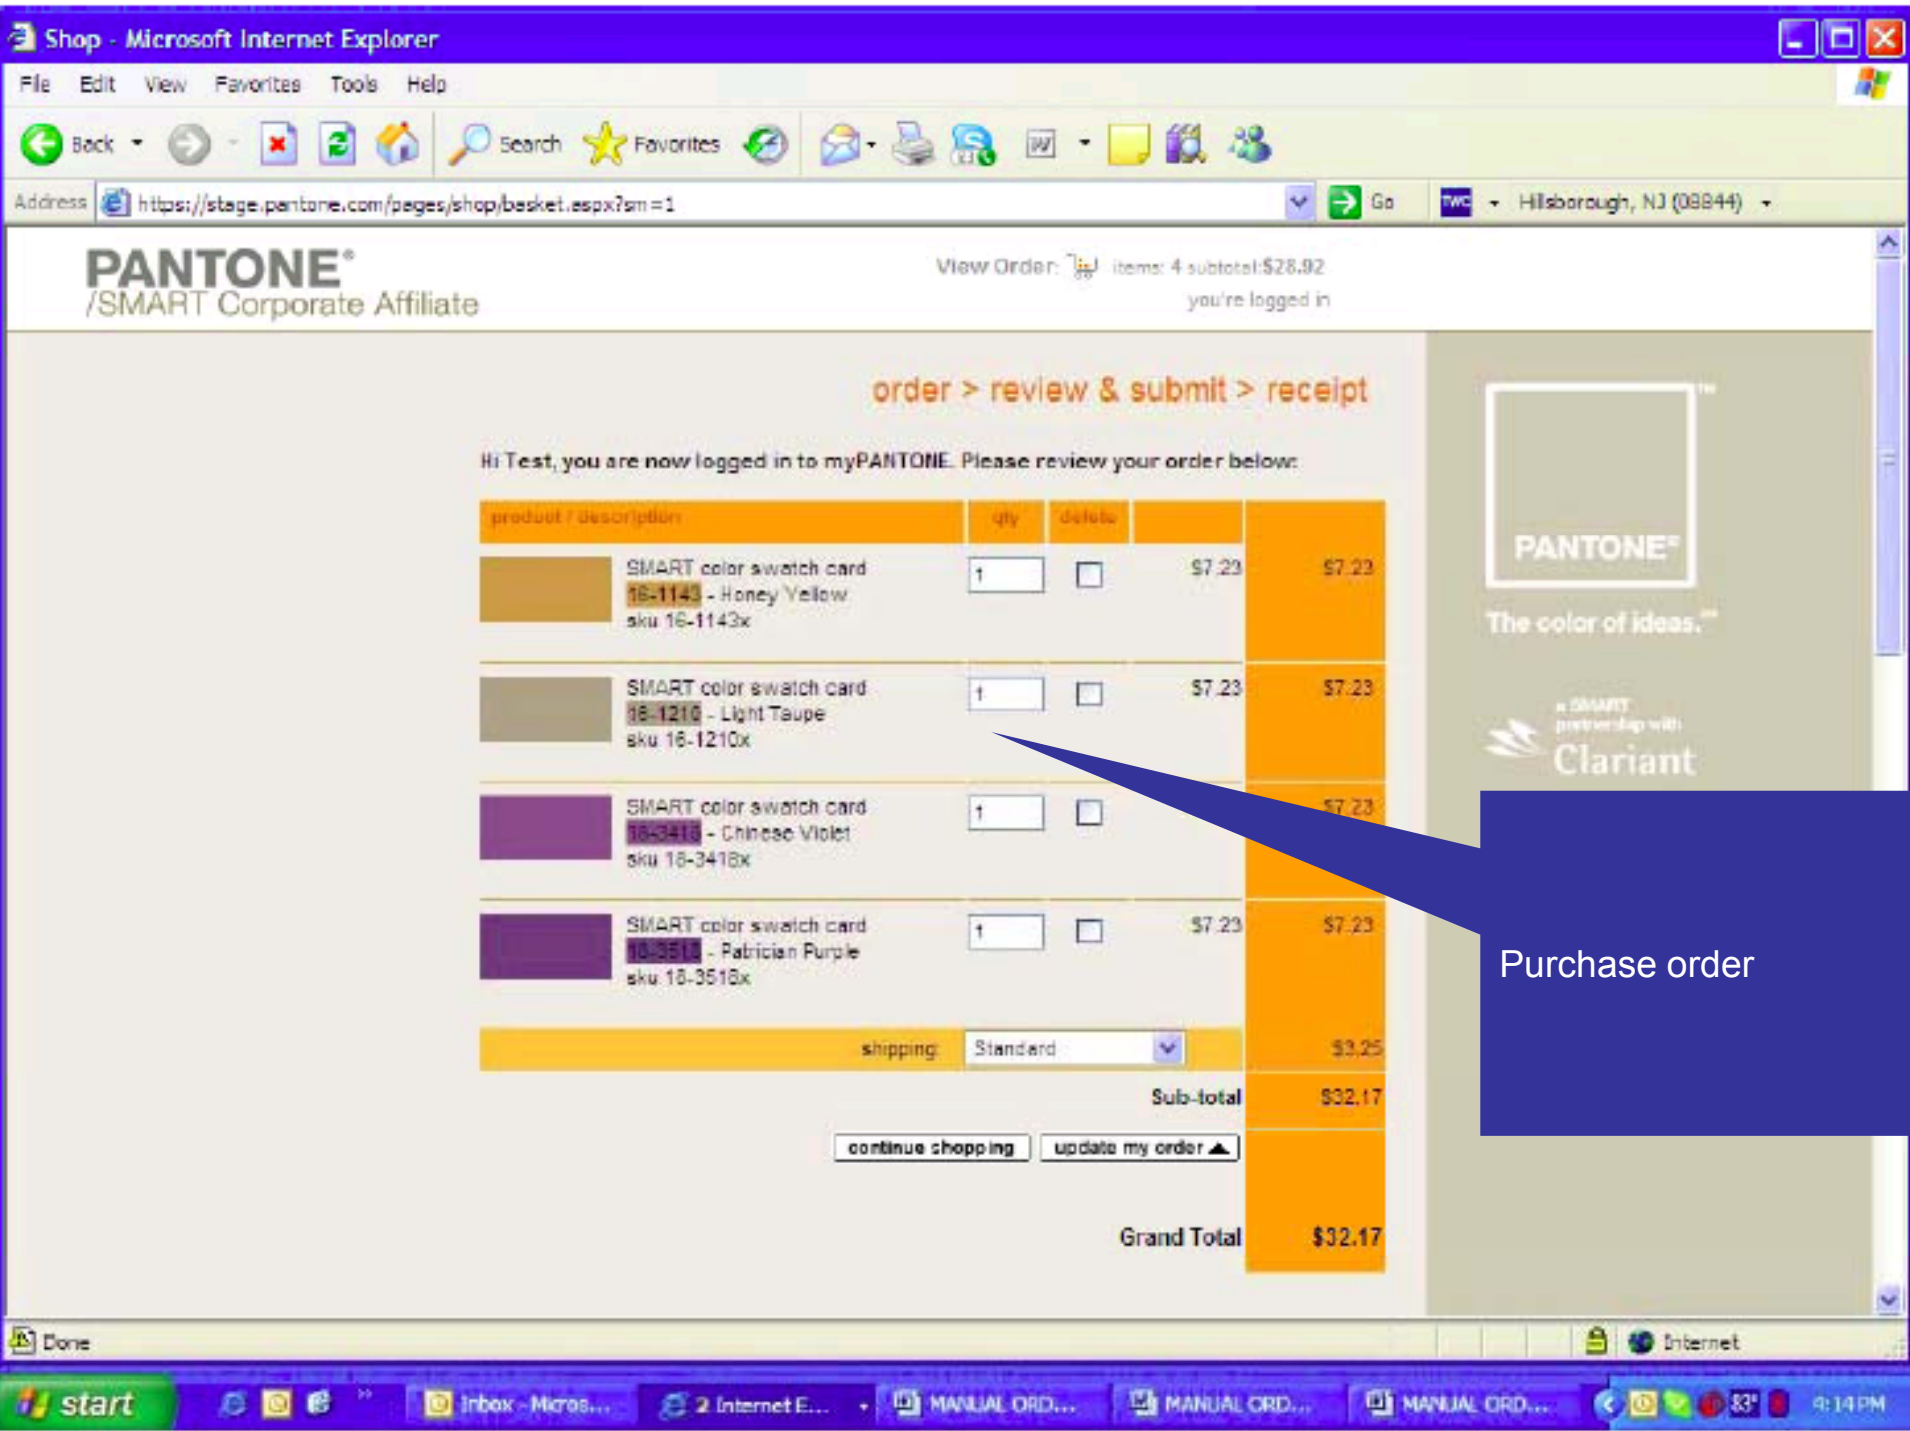 Shop - Microsoft Internet Explorer
File Edit View Favorites Tools Help
Back Search Favorites
Address https://stage.pantone.com/pages/shop/basket.aspx?sm=1 Go TWC Hillsborough, NJ (08844)
PANTONE®
/SMART Corporate Affiliate
View Order: items: 4 subtotal:$28.92
you're logged in
order > review & submit > receipt
Hi Test, you are now logged in to myPANTONE. Please review your order below:
product / description qty delete
SMART color swatch card 1 $7.23 $7.23
16-1143 - Honey Yellow
sku 16-1143x
SMART color swatch card 1 $7.23 $7.23
16-1210 - Light Taupe
sku 16-1210x
SMART color swatch card 1 $7.23
18-3418 - Chinese Violet
sku 18-3418x
SMART color swatch card 1 $7.23 $7.23
18-3518 - Patrician Purple
sku 18-3518x
shipping: Standard $3.25
Sub-total $32.17
continue shopping update my order
Grand Total $32.17
PANTONE®
™
The color of ideas.℠
a SMART
partnership with
Clariant
Purchase order
Done Internet
start Inbox - Micros... 2 Internet E... MANUAL ORD... MANUAL ORD... MANUAL ORD... 83° 4:14 PM